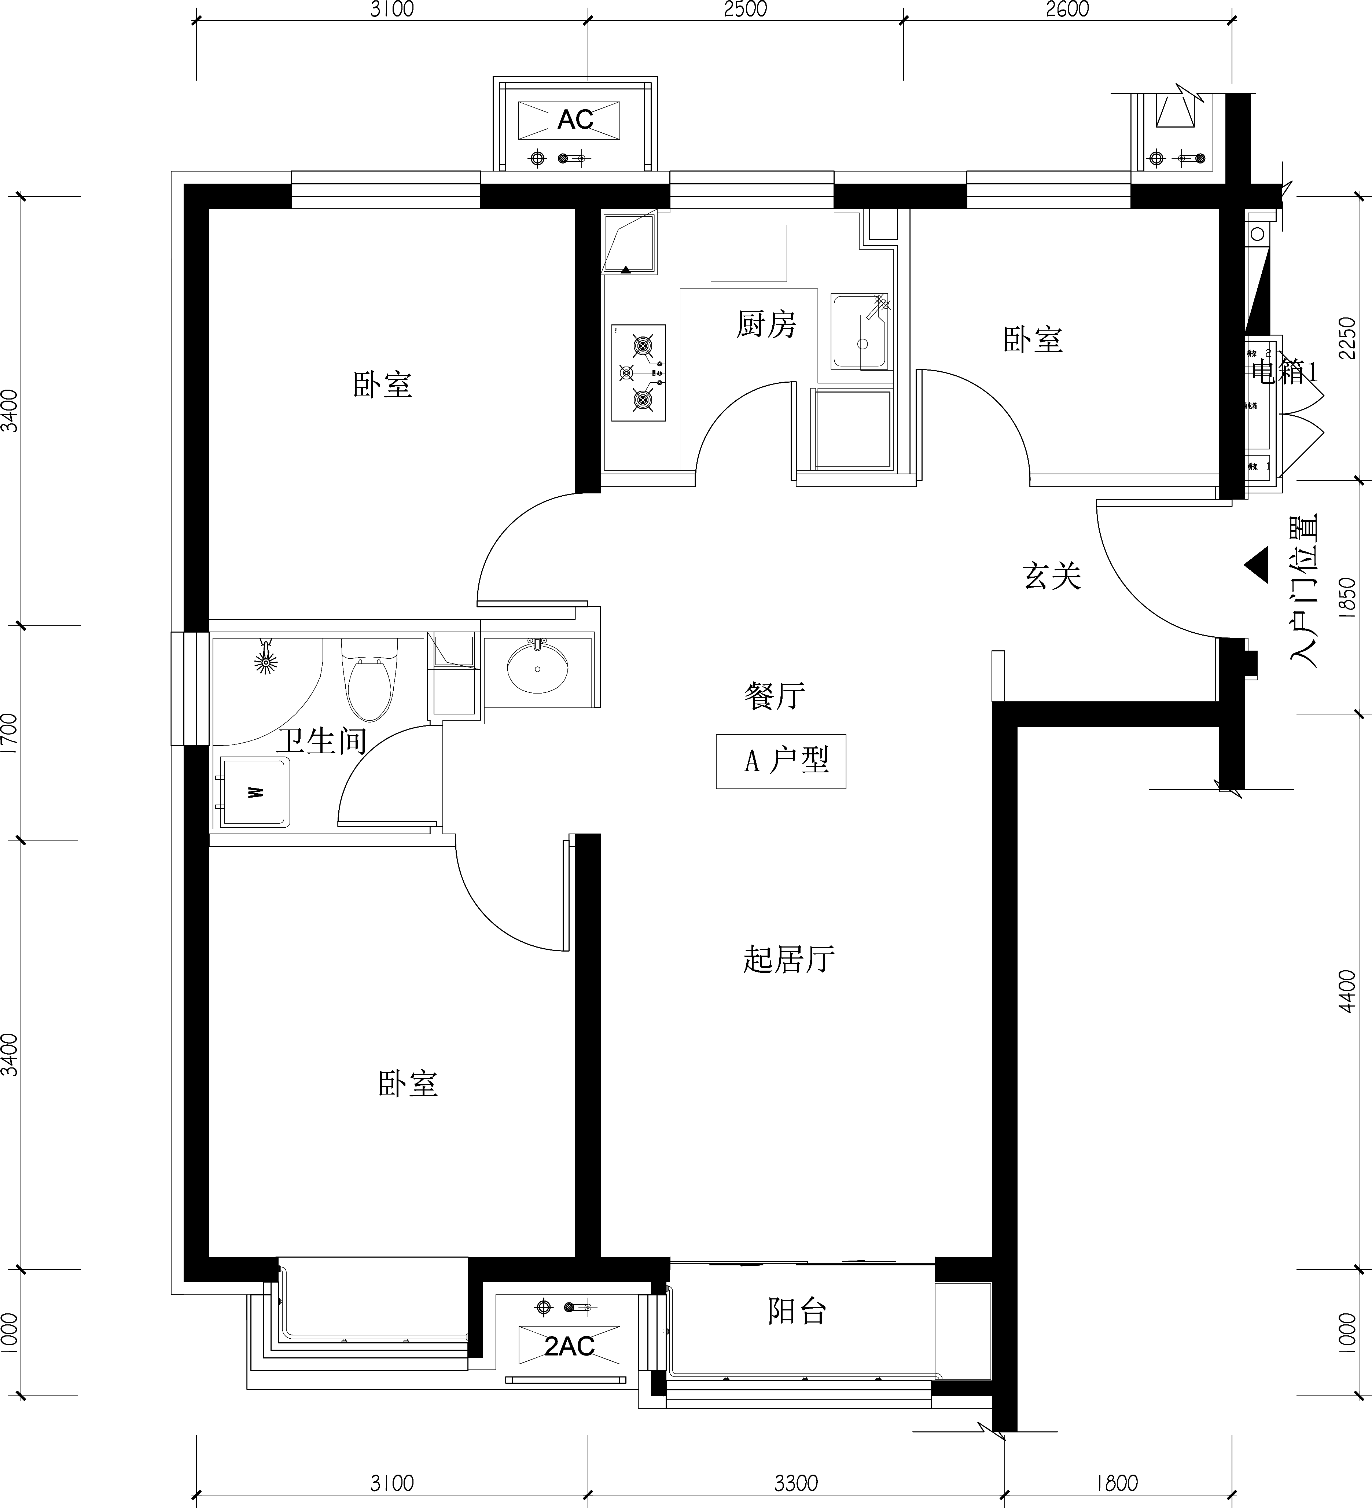 3100
2500
2600
AC
厨房
卧室
2250
电箱1
卧室
3400
玄关
1850
入户门位置
餐厅
1700
卫生间
A 户型
W
起居厅
4400
3400
卧室
阳台
1000
2AC
1000
3100
3300
1800